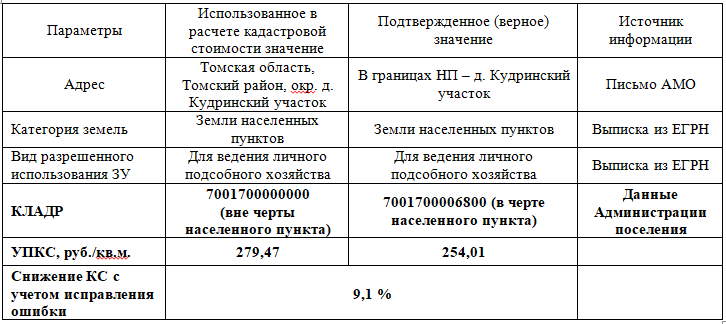 Параметры
Использованное в
расчете кадастровой
стоимости значение
Подтвержденное (верное)
значение
Источник
информации
Адрес
Томская область,
Томский район, окр. д.
Кудринский участок
В границах НП – д. Кудринский
участок
Письмо АМО
Категория земель
Земли населенных
пунктов
Земли населенных пунктов
Выписка из ЕГРН
Вид разрешенного
использования ЗУ
Для ведения личного
подсобного хозяйства
Для ведения личного
подсобного хозяйства
Выписка из ЕГРН
КЛАДР
7001700000000
(вне черты
населенного пункта)
7001700006800 (в черте
населенного пункта)
Данные
Администрации
поселения
УПКС, руб./кв.м.
279,47
254,01
Снижение КС с
учетом исправления
ошибки
9,1 %